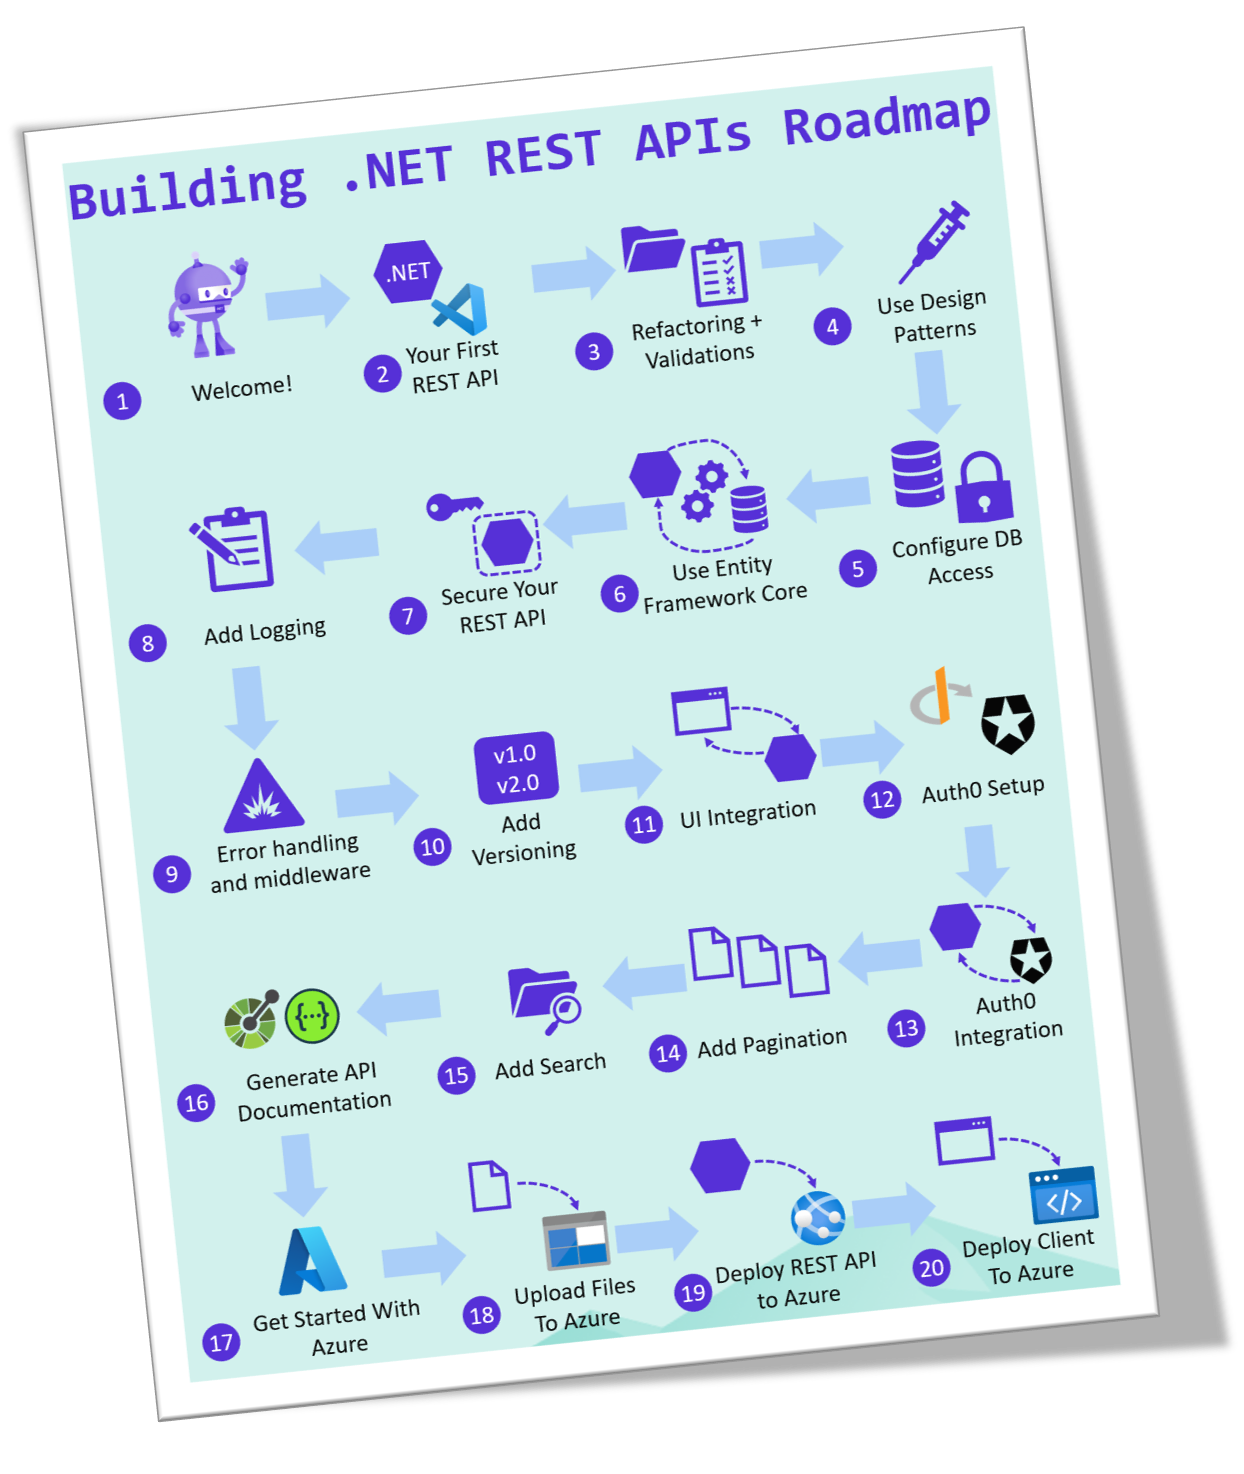 Building .NET REST APIs Roadmap
.NET
1
Welcome!
2
Your First
REST API
3
Refactoring +
Validations
4
Use Design
Patterns
5
Configure DB
Access
6
Use Entity
Framework Core
7
Secure Your
REST API
8
Add Logging
9
Error handling
and middleware
v1.0
v2.0
10
Add
Versioning
11
UI Integration
12
Auth0 Setup
13
Auth0
Integration
14
Add Pagination
15
Add Search
{...}
16
Generate API
Documentation
17
Get Started With
Azure
18
Upload Files
To Azure
19
Deploy REST API
to Azure
</>
20
Deploy Client
To Azure